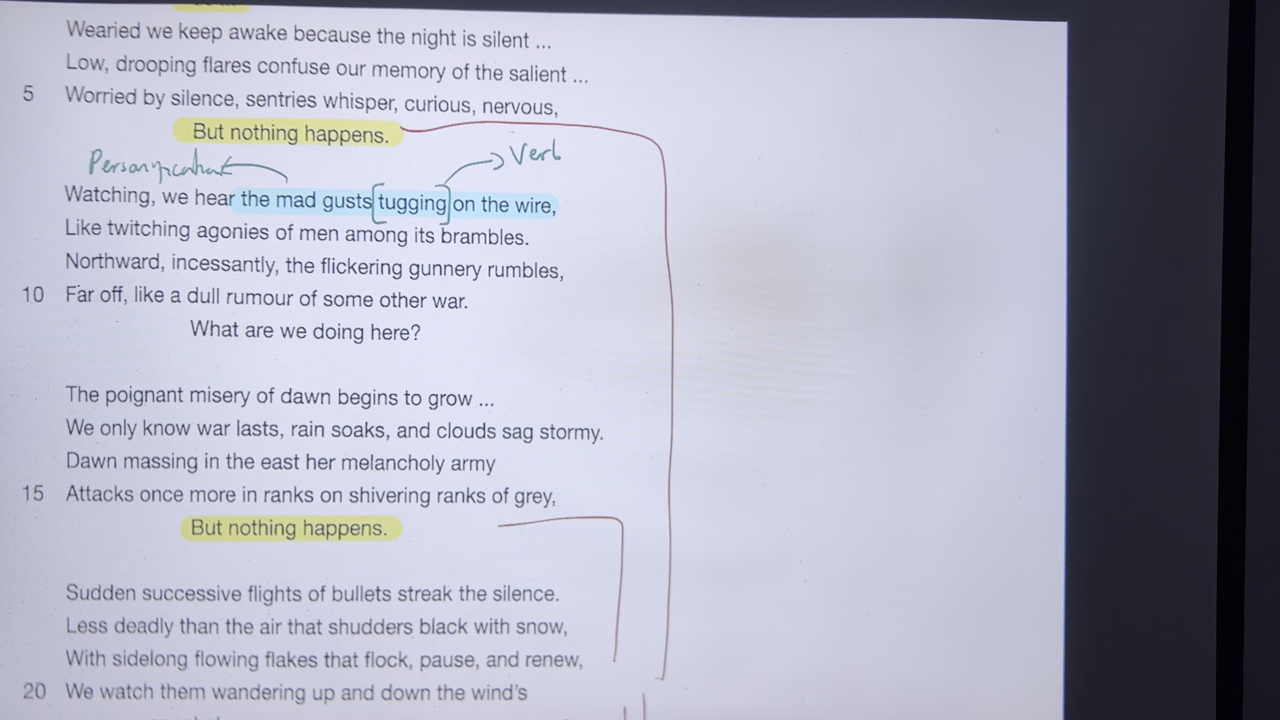 Wearied we keep awake because the night is silent ...
Low, drooping flares confuse our memory of the salient ...
5 Worried by silence, sentries whisper, curious, nervous,
But nothing happens.
Verb
Watching, we hear the mad gusts [tugging] on the wire,
Like twitching agonies of men among its brambles.
Northward, incessantly, the flickering gunnery rumbles,
10 Far off, like a dull rumour of some other war.
What are we doing here?
The poignant misery of dawn begins to grow ...
We only know war lasts, rain soaks, and clouds sag stormy.
Dawn massing in the east her melancholy army
15 Attacks once more in ranks on shivering ranks of grey,
But nothing happens.
Sudden successive flights of bullets streak the silence.
Less deadly than the air that shudders black with snow,
With sidelong flowing flakes that flock, pause, and renew,
20 We watch them wandering up and down the wind's